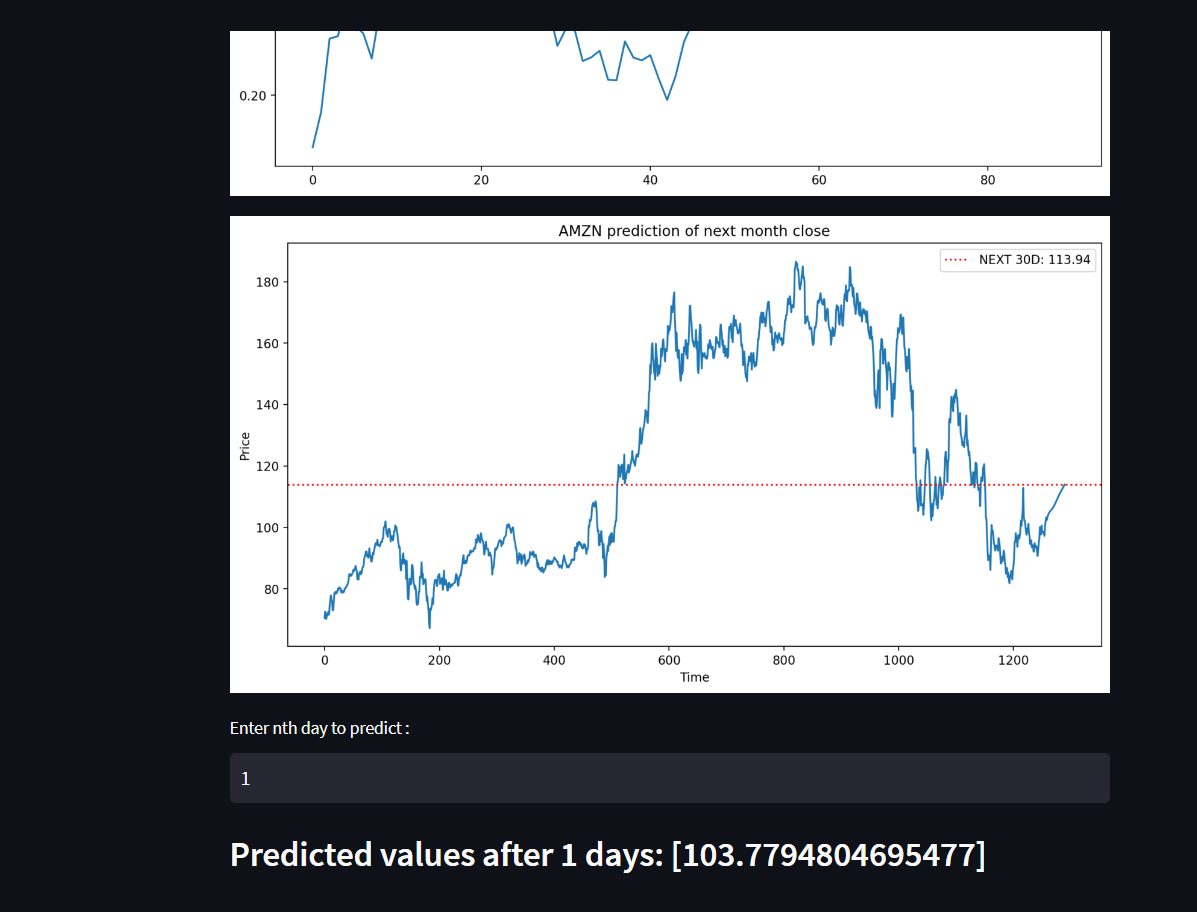 0.20
0 20 40 60 80
AMZN prediction of next month close
NEXT 30D: 113.94
180
160
140
120
100
80
Price
0 200 400 600 800 1000 1200
Time
Enter nth day to predict :
1
Predicted values after 1 days: [103.7794804695477]